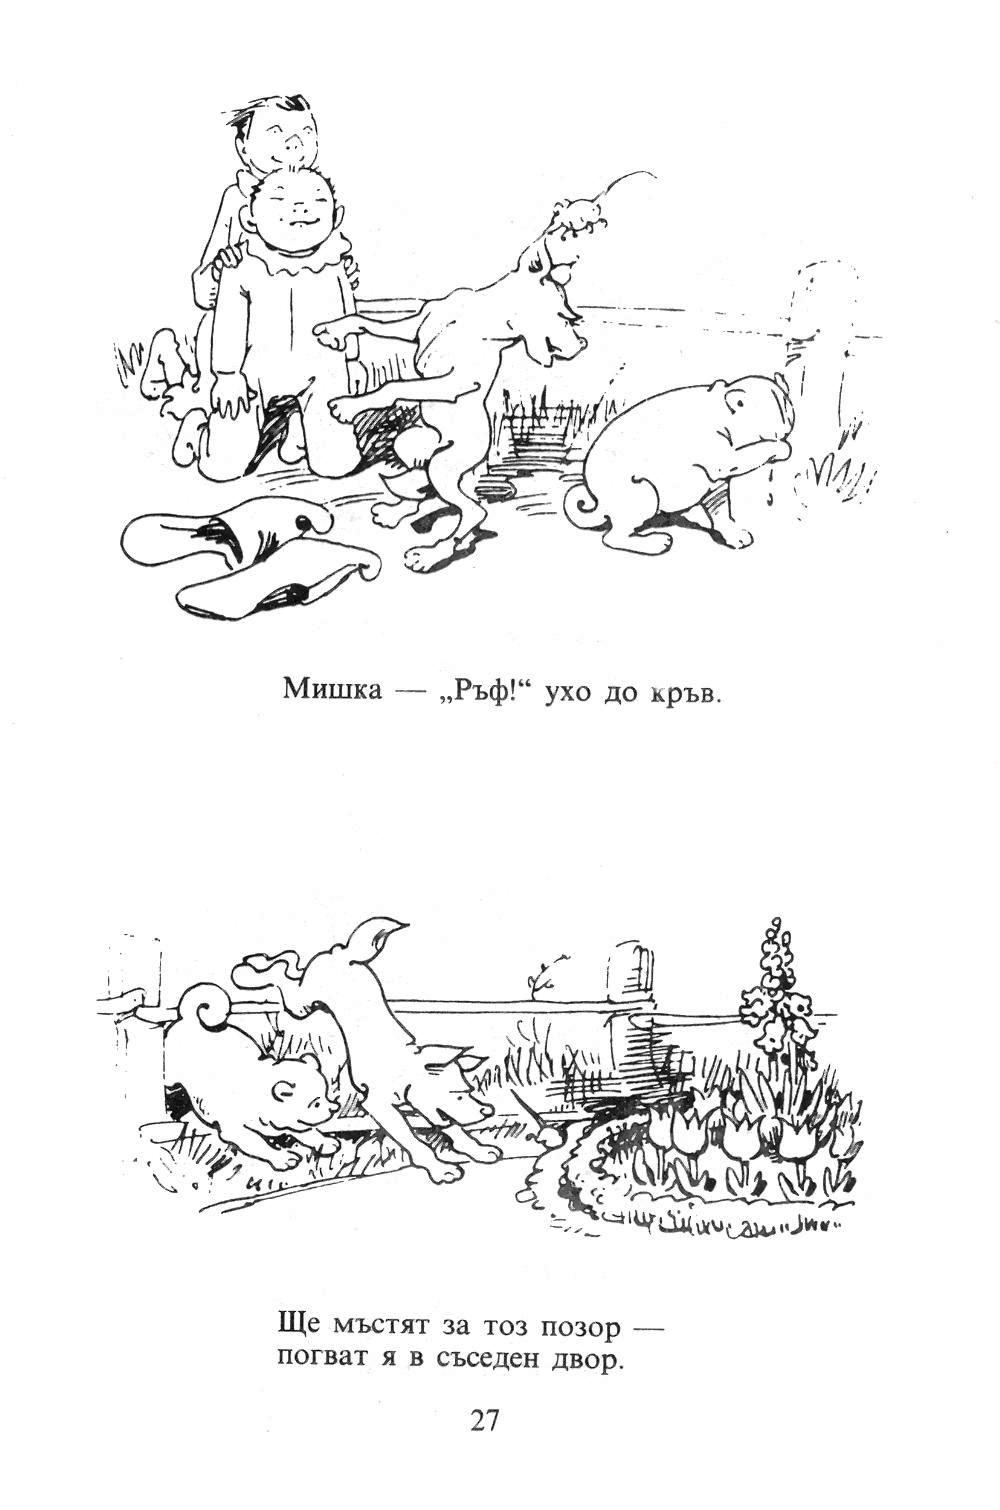 Мишка — „Ръф!“ ухо до кръв.
Ще мъстят за тоз позор —
погват я в съседен двор.
27